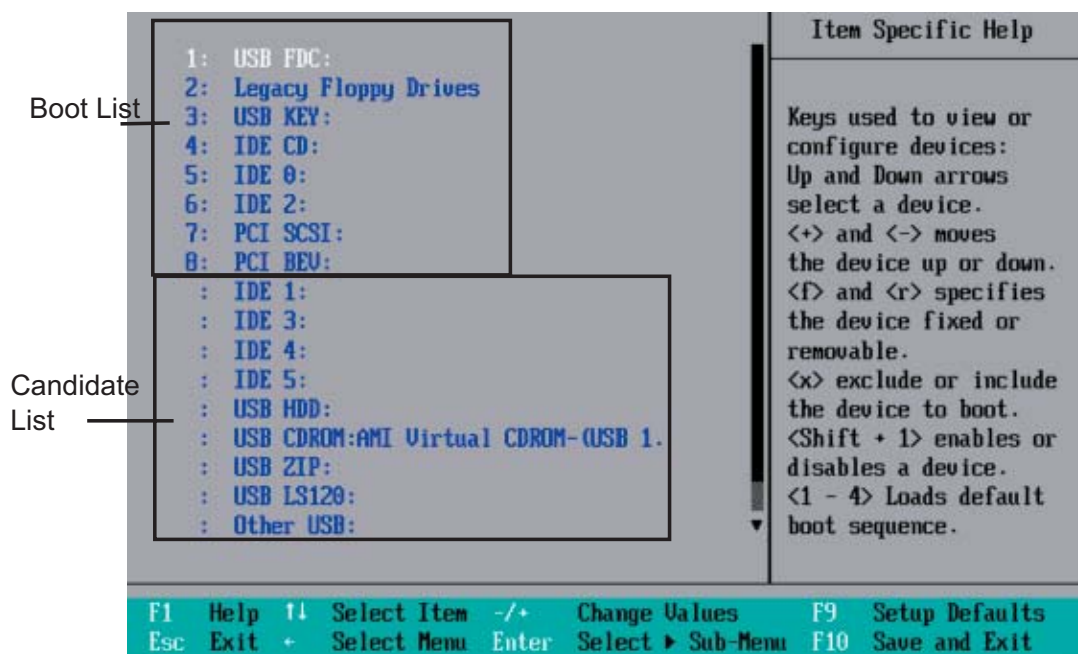 Boot List
Candidate
List
1: USB FDC:
2: Legacy Floppy Drives
3: USB KEY:
4: IDE CD:
5: IDE 0:
6: IDE 2:
7: PCI SCSI:
8: PCI BEV:
: IDE 1:
: IDE 3:
: IDE 4:
: IDE 5:
: USB HDD:
: USB CDROM:AMI Virtual CDROM-(USB 1.
: USB ZIP:
: USB LS120:
: Other USB:
Item Specific Help
Keys used to view or
configure devices:
Up and Down arrows
select a device.
<+> and <-> moves
the device up or down.
<f> and <r> specifies
the device fixed or
removable.
<x> exclude or include
the device to boot.
<Shift + 1> enables or
disables a device.
<1 - 4> Loads default
boot sequence.
F1 Help ↑↓ Select Item -/+ Change Values F9 Setup Defaults
Esc Exit ← Select Menu Enter Select ▶ Sub-Menu F10 Save and Exit